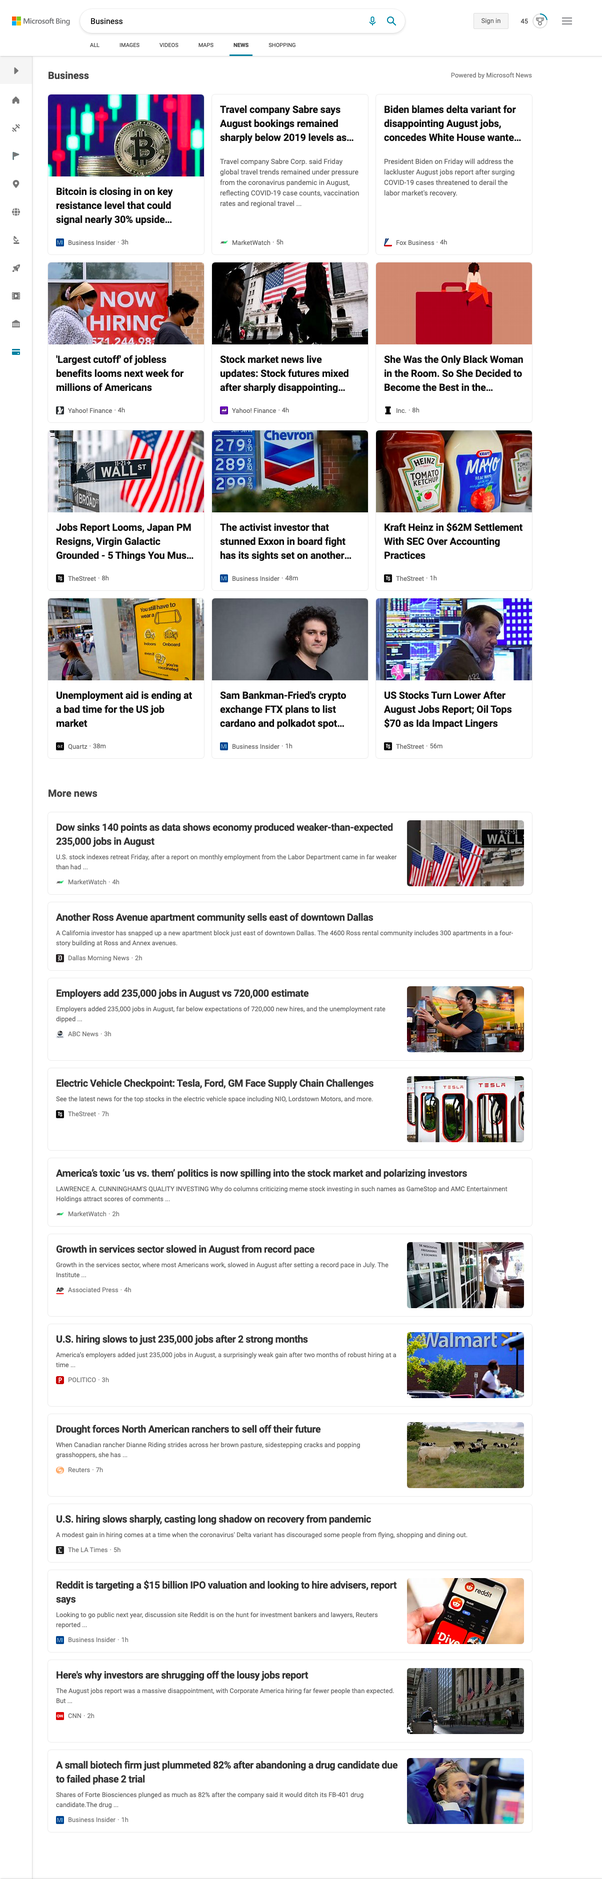 Microsoft Bing
Business
Sign in
45
ALL IMAGES VIDEOS MAPS NEWS SHOPPING
Business
Powered by Microsoft News
Bitcoin is closing in on key
resistance level that could
signal nearly 30% upside...
Business Insider · 3h
Travel company Sabre says
August bookings remained
sharply below 2019 levels as...
Travel company Sabre Corp. said Friday
global travel trends remained under pressure
from the coronavirus pandemic in August,
reflecting COVID-19 case counts, vaccination
rates and regional travel ...
MarketWatch · 5h
Biden blames delta variant for
disappointing August jobs,
concedes White House wante...
President Biden on Friday will address the
lackluster August jobs report after surging
COVID-19 cases threatened to derail the
labor market's recovery.
Fox Business · 4h
NOW
HIRING
571 244 98
'Largest cutoff' of jobless
benefits looms next week for
millions of Americans
Yahoo! Finance · 4h
Stock market news live
updates: Stock futures mixed
after sharply disappointing...
Yahoo! Finance · 4h
She Was the Only Black Woman
in the Room. So She Decided to
Become the Best in the...
Inc. · 8h
WALL ST
BROAD
Jobs Report Looms, Japan PM
Resigns, Virgin Galactic
Grounded - 5 Things You Mus...
TheStreet · 8h
Chevron
279
289
299
The activist investor that
stunned Exxon in board fight
has its sights set on another...
Business Insider · 48m
HEINZ
TOMATO
KETCHUP
KRAFT
MAYO
HEINZ
Kraft Heinz in $62M Settlement
With SEC Over Accounting
Practices
TheStreet · 1h
You still have to
wear a
Unemployment aid is ending at
a bad time for the US job
market
Quartz · 38m
Sam Bankman-Fried's crypto
exchange FTX plans to list
cardano and polkadot spot...
Business Insider · 1h
US Stocks Turn Lower After
August Jobs Report; Oil Tops
$70 as Ida Impact Lingers
TheStreet · 56m
More news
Dow sinks 140 points as data shows economy produced weaker-than-expected
235,000 jobs in August
U.S. stock indexes retreat Friday, after a report on monthly employment from the Labor Department came in far weaker
than had ...
MarketWatch · 4h
WALL
Another Ross Avenue apartment community sells east of downtown Dallas
A California investor has snapped up a new apartment block just east of downtown Dallas. The 4600 Ross rental community includes 300 apartments in a four-
story building at Ross and Annex avenues.
Dallas Morning News · 2h
Employers add 235,000 jobs in August vs 720,000 estimate
Employers added 235,000 jobs in August, far below expectations of 720,000 new hires, and the unemployment rate
dipped ...
ABC News · 3h
Electric Vehicle Checkpoint: Tesla, Ford, GM Face Supply Chain Challenges
See the latest news for the top stocks in the electric vehicle space including NIO, Lordstown Motors, and more.
TheStreet · 7h
TESLA TESLA
America's toxic 'us vs. them' politics is now spilling into the stock market and polarizing investors
LAWRENCE A. CUNNINGHAM'S QUALITY INVESTING Why do columns criticizing meme stock investing in such names as GameStop and AMC Entertainment
Holdings attract scores of comments ...
MarketWatch · 2h
Growth in services sector slowed in August from record pace
Growth in the services sector, where most Americans work, slowed in August after setting a record pace in July. The
Institute ...
AP Associated Press · 4h
U.S. hiring slows to just 235,000 jobs after 2 strong months
America's employers added just 235,000 jobs in August, a surprisingly weak gain after two months of robust hiring at a
time ...
POLITICO · 3h
Walmart
Drought forces North American ranchers to sell off their future
When Canadian rancher Dianne Riding strides across her brown pasture, sidestepping cracks and popping
grasshoppers, she has ...
Reuters · 7h
U.S. hiring slows sharply, casting long shadow on recovery from pandemic
A modest gain in hiring comes at a time when the coronavirus' Delta variant has discouraged some people from flying, shopping and dining out.
The LA Times · 5h
Reddit is targeting a $15 billion IPO valuation and looking to hire advisers, report
says
Looking to go public next year, discussion site Reddit is on the hunt for investment bankers and lawyers, Reuters
reported ...
Business Insider · 1h
reddit
reddit
Dive
Here's why investors are shrugging off the lousy jobs report
The August jobs report was a massive disappointment, with Corporate America hiring far fewer people than expected.
But ...
CNN · 2h
A small biotech firm just plummeted 82% after abandoning a drug candidate due
to failed phase 2 trial
Shares of Forte Biosciences plunged as much as 82% after the company said it would ditch its FB-401 drug
candidate.The drug ...
Business Insider · 1h